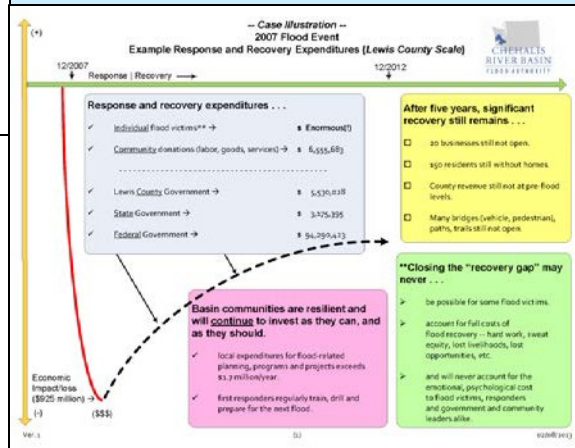 -- Case Illustration --
2007 Flood Event
Example Response and Recovery Expenditures (Lewis County Scale)
CHEHALIS
RIVER BASIN
FLOOD AUTHORITY
(+)
12/2007
Response | Recovery
12/2012
Response and recovery expenditures . . .
✓ Individual flood victims** → $ Enormous(!)
✓ Community donations (labor, goods, services) → $ 6,555,683
✓ Lewis County Government → $ 5,530,028
✓ State Government → $ 3,175,395
✓ Federal Government → $ 94,290,413
After five years, significant
recovery still remains . . .
20 businesses still not open.
150 residents still without homes.
County revenue still not at pre-flood
levels.
Many bridges (vehicle, pedestrian),
paths, trails still not open
Basin communities are resilient and
will continue to invest as they can, and
as they should.
✓ local expenditures for flood-related
planning, programs and projects exceeds
/year.
✓ first responders regularly train, drill and
prepare for the next flood.
**Closing the "recovery gap" may
never . . .
be possible for some flood victims.
account for full costs of
flood recovery -- hard work, sweat
equity, lost livelihoods, lost
opportunities, etc.
and will never account for the
emotional, psychological cost
to flood victims, responders
and government and community
leaders alike.
Economic
Impact/loss
($925 million) →
(-)
($$$)
Ver. 1
(1)